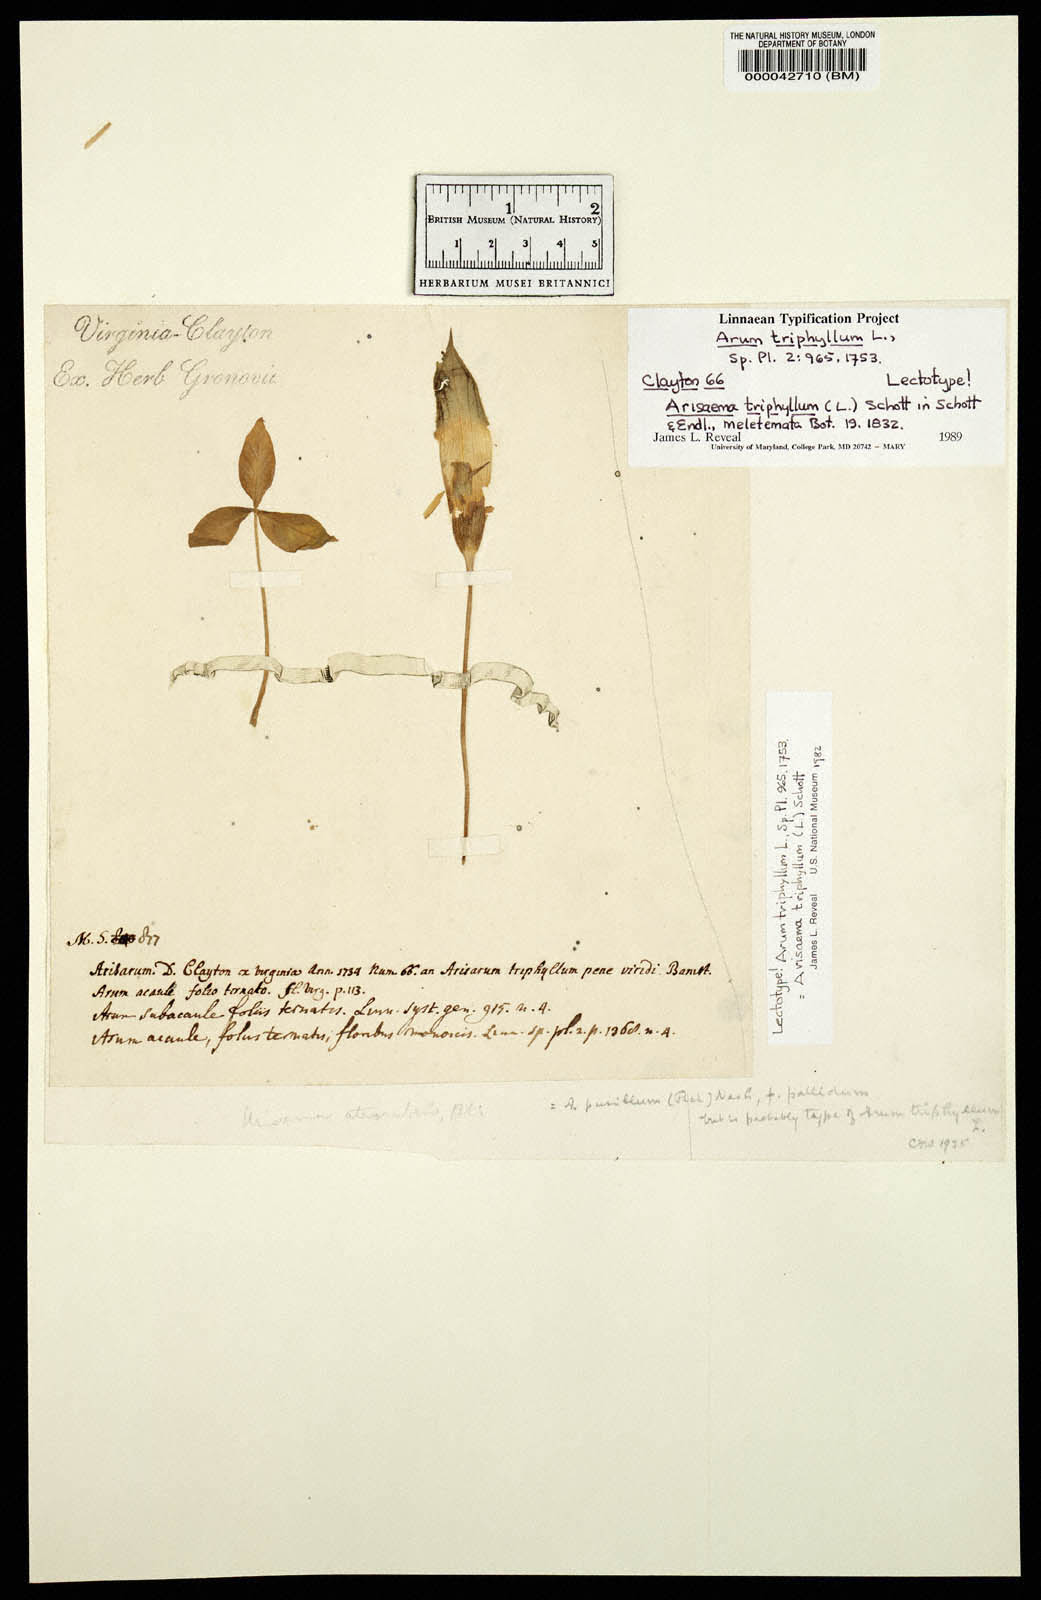 THE NATURAL HISTORY MUSEUM, LONDON
DEPARTMENT OF BOTANY
000042710 (BM)
1 2
BRITISH MUSEUM (NATURAL HISTORY)
1 2 3 4 5
HERBARIUM MUSEI BRITANNICI
Virginia-Clayton
Ex. Herb Gronovii
Linnaean Typification Project
Arum triphyllum L.,
Sp. Pl. 2: 965. 1753.
Clayton 66 Lectotype!
Arisaema triphyllum (L.) Schott in Schott
& Endl., Meletemata Bot. 19. 1832.
James L. Reveal 1989
University of Maryland, College Park, MD 20742 – MARY
Lectotype! Arum triphyllum L., Sp. Pl. 965. 1753.
= Arisaema triphyllum (L.) Schott
James L. Reveal U.S. National Museum 1982
M. S. 877
Arisarum. D. Clayton ex Virginia Ann. 1734 Num. 66. an Arisarum triphyllum pene viridi Banist.
Arum acaule folio ternato. fl. Virg. p. 113.
Arum subacaule foliis ternatis. Linn. syst. gen. 915. n. 4.
Arum acaule, foliis ternatis, floribus monoicis. Linn. sp. pl. 2. p. 1368. n. 4.
Arisaema atrorubens, Bl.
= A. pusillum (Peck) Nash, f. pallidum
but is probably type of Arum triphyllum
L.
1935